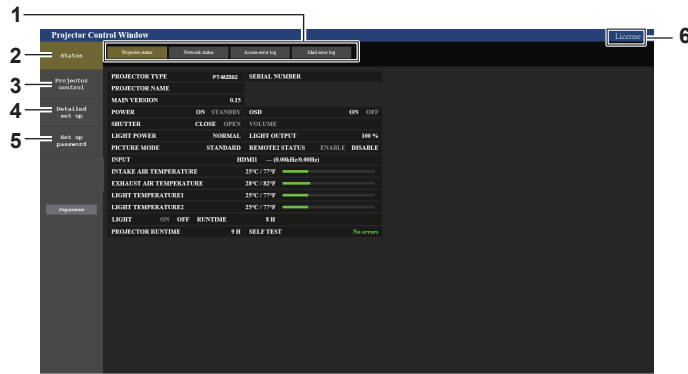 1
Projector Control Window
License
6
2
Status
Projector status
Network status
Access error log
Mail error log
3
Projector control
4
Detailed set up
5
Set up password
Japanese
PROJECTOR TYPE PT-MZ882 SERIAL NUMBER
PROJECTOR NAME
MAIN VERSION 0.15
POWER ON STANDBY OSD ON OFF
SHUTTER CLOSE OPEN VOLUME
LIGHT POWER NORMAL LIGHT OUTPUT 100 %
PICTURE MODE STANDARD REMOTE2 STATUS ENABLE DISABLE
INPUT HDMI1 --- (0.00kHz/0.00Hz)
INTAKE AIR TEMPERATURE 25°C / 77°F
EXHAUST AIR TEMPERATURE 28°C / 82°F
LIGHT TEMPERATURE1 25°C / 77°F
LIGHT TEMPERATURE2 25°C / 77°F
LIGHT ON OFF RUNTIME 8 H
PROJECTOR RUNTIME 9 H SELF TEST No errors